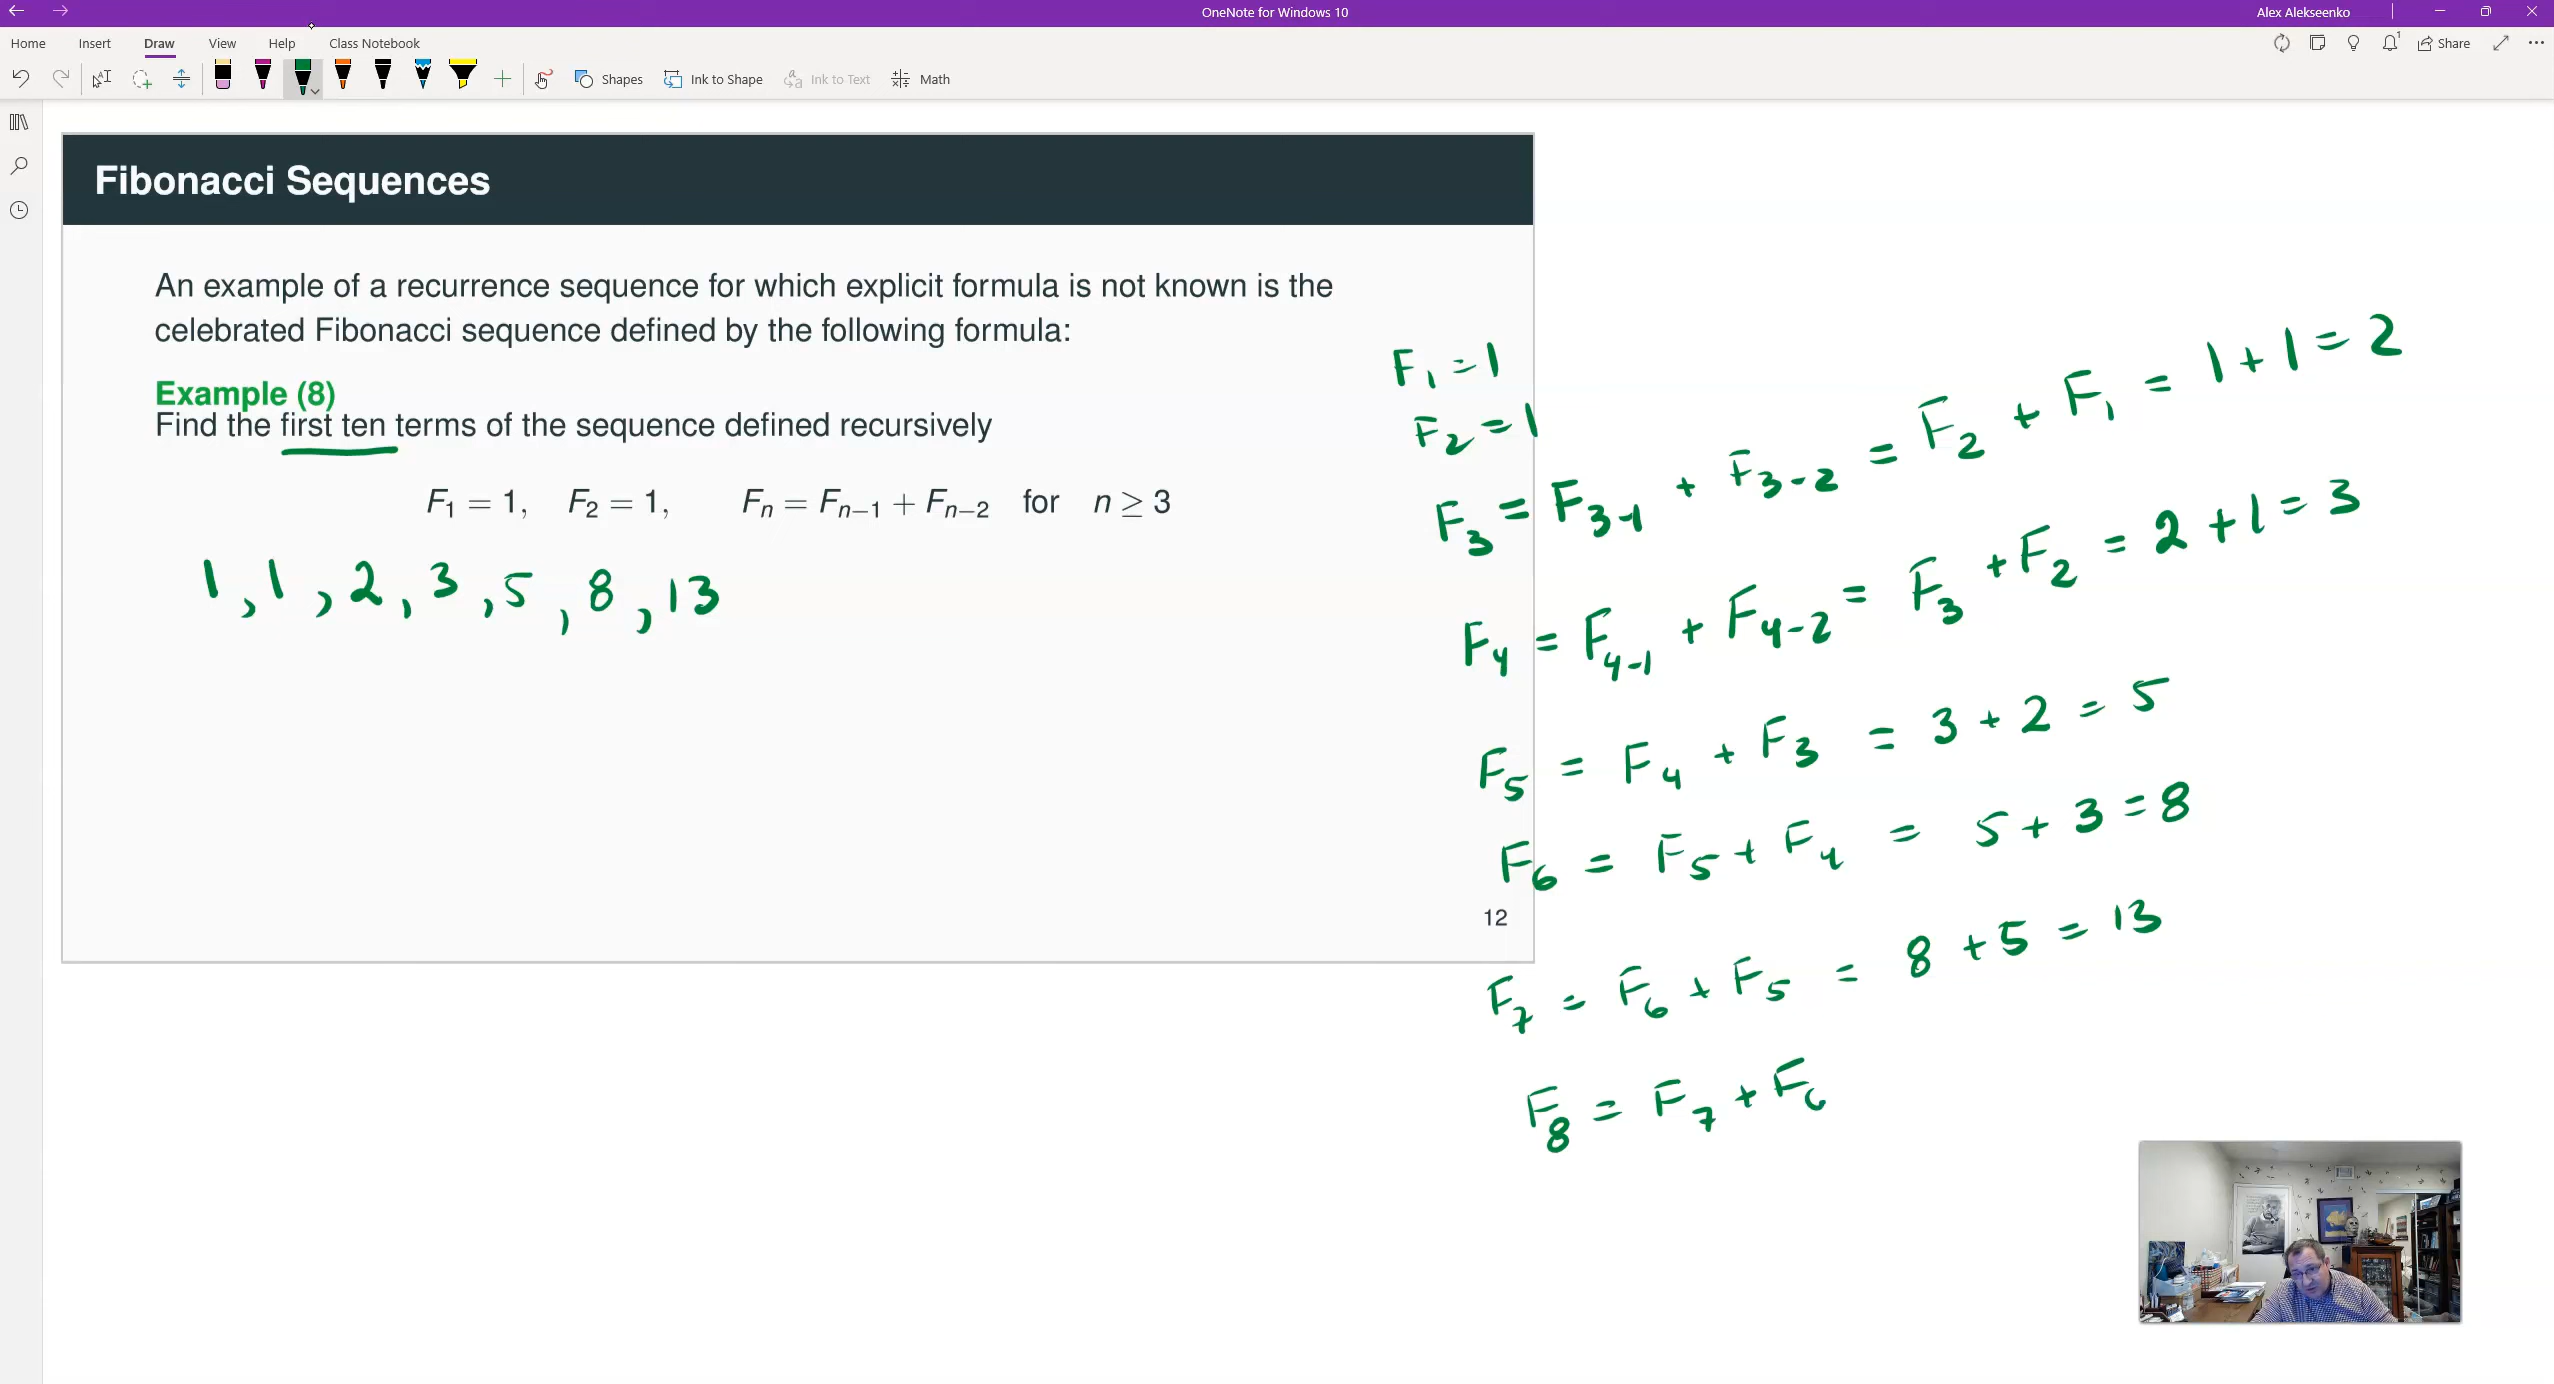 OneNote for Windows 10
Alex Alekseenko
Home Insert Draw View Help Class Notebook
1 Share
Shapes Ink to Shape Ink to Text Math
Fibonacci Sequences
An example of a recurrence sequence for which explicit formula is not known is the
celebrated Fibonacci sequence defined by the following formula:
Example (8)
Find the first ten terms of the sequence defined recursively
F₁ = 1, F₂ = 1, Fₙ = Fₙ₋₁ + Fₙ₋₂ for n ≥ 3
1, 1, 2, 3, 5, 8, 13
12
F₁ = 1
F₂ = 1
F₃ = F₃₋₁ + F₃₋₂ = F₂ + F₁ = 1 + 1 = 2
F₄ = F₄₋₁ + F₄₋₂ = F₃ + F₂ = 2 + 1 = 3
F₅ = F₄ + F₃ = 3 + 2 = 5
F₆ = F₅ + F₄ = 5 + 3 = 8
F₇ = F₆ + F₅ = 8 + 5 = 13
F₈ = F₇ + F₆